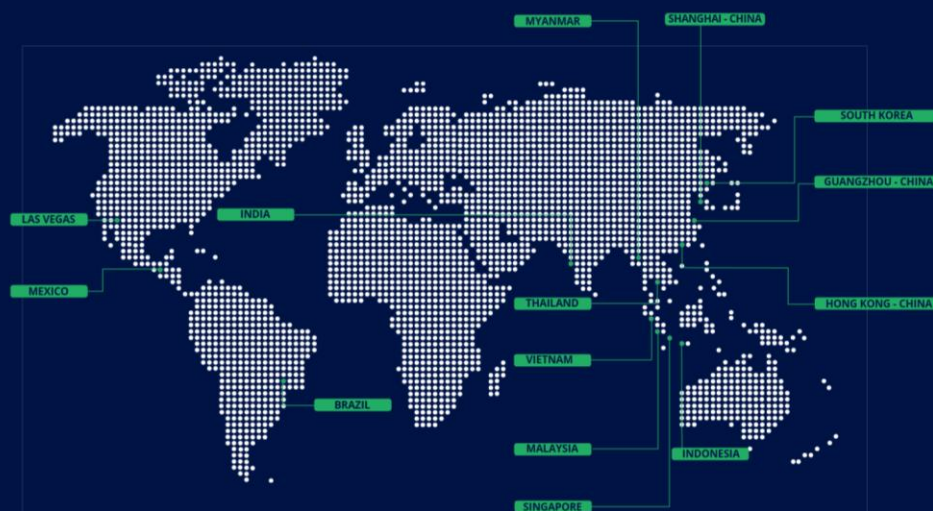 MYANMAR
SHANGHAI - CHINA
SOUTH KOREA
GUANGZHOU - CHINA
LAS VEGAS
INDIA
MEXICO
THAILAND
HONG KONG - CHINA
VIETNAM
BRAZIL
MALAYSIA
INDONESIA
SINGAPORE